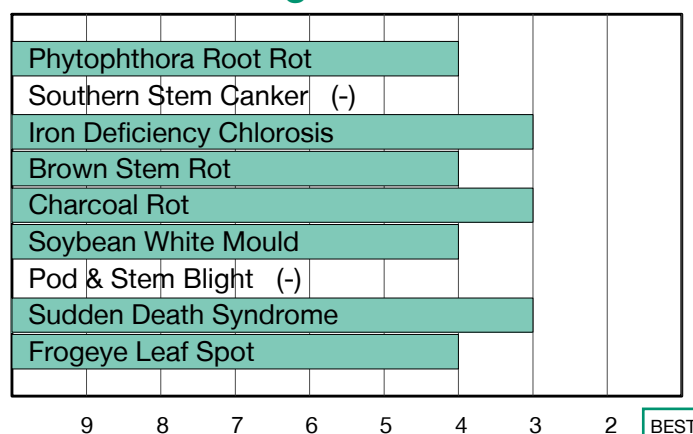 Phytophthora Root Rot
Southern Stem Canker (-)
Iron Deficiency Chlorosis
Brown Stem Rot
Charcoal Rot
Soybean White Mould
Pod & Stem Blight (-)
Sudden Death Syndrome
Frogeye Leaf Spot
9 8 7 6 5 4 3 2 BEST